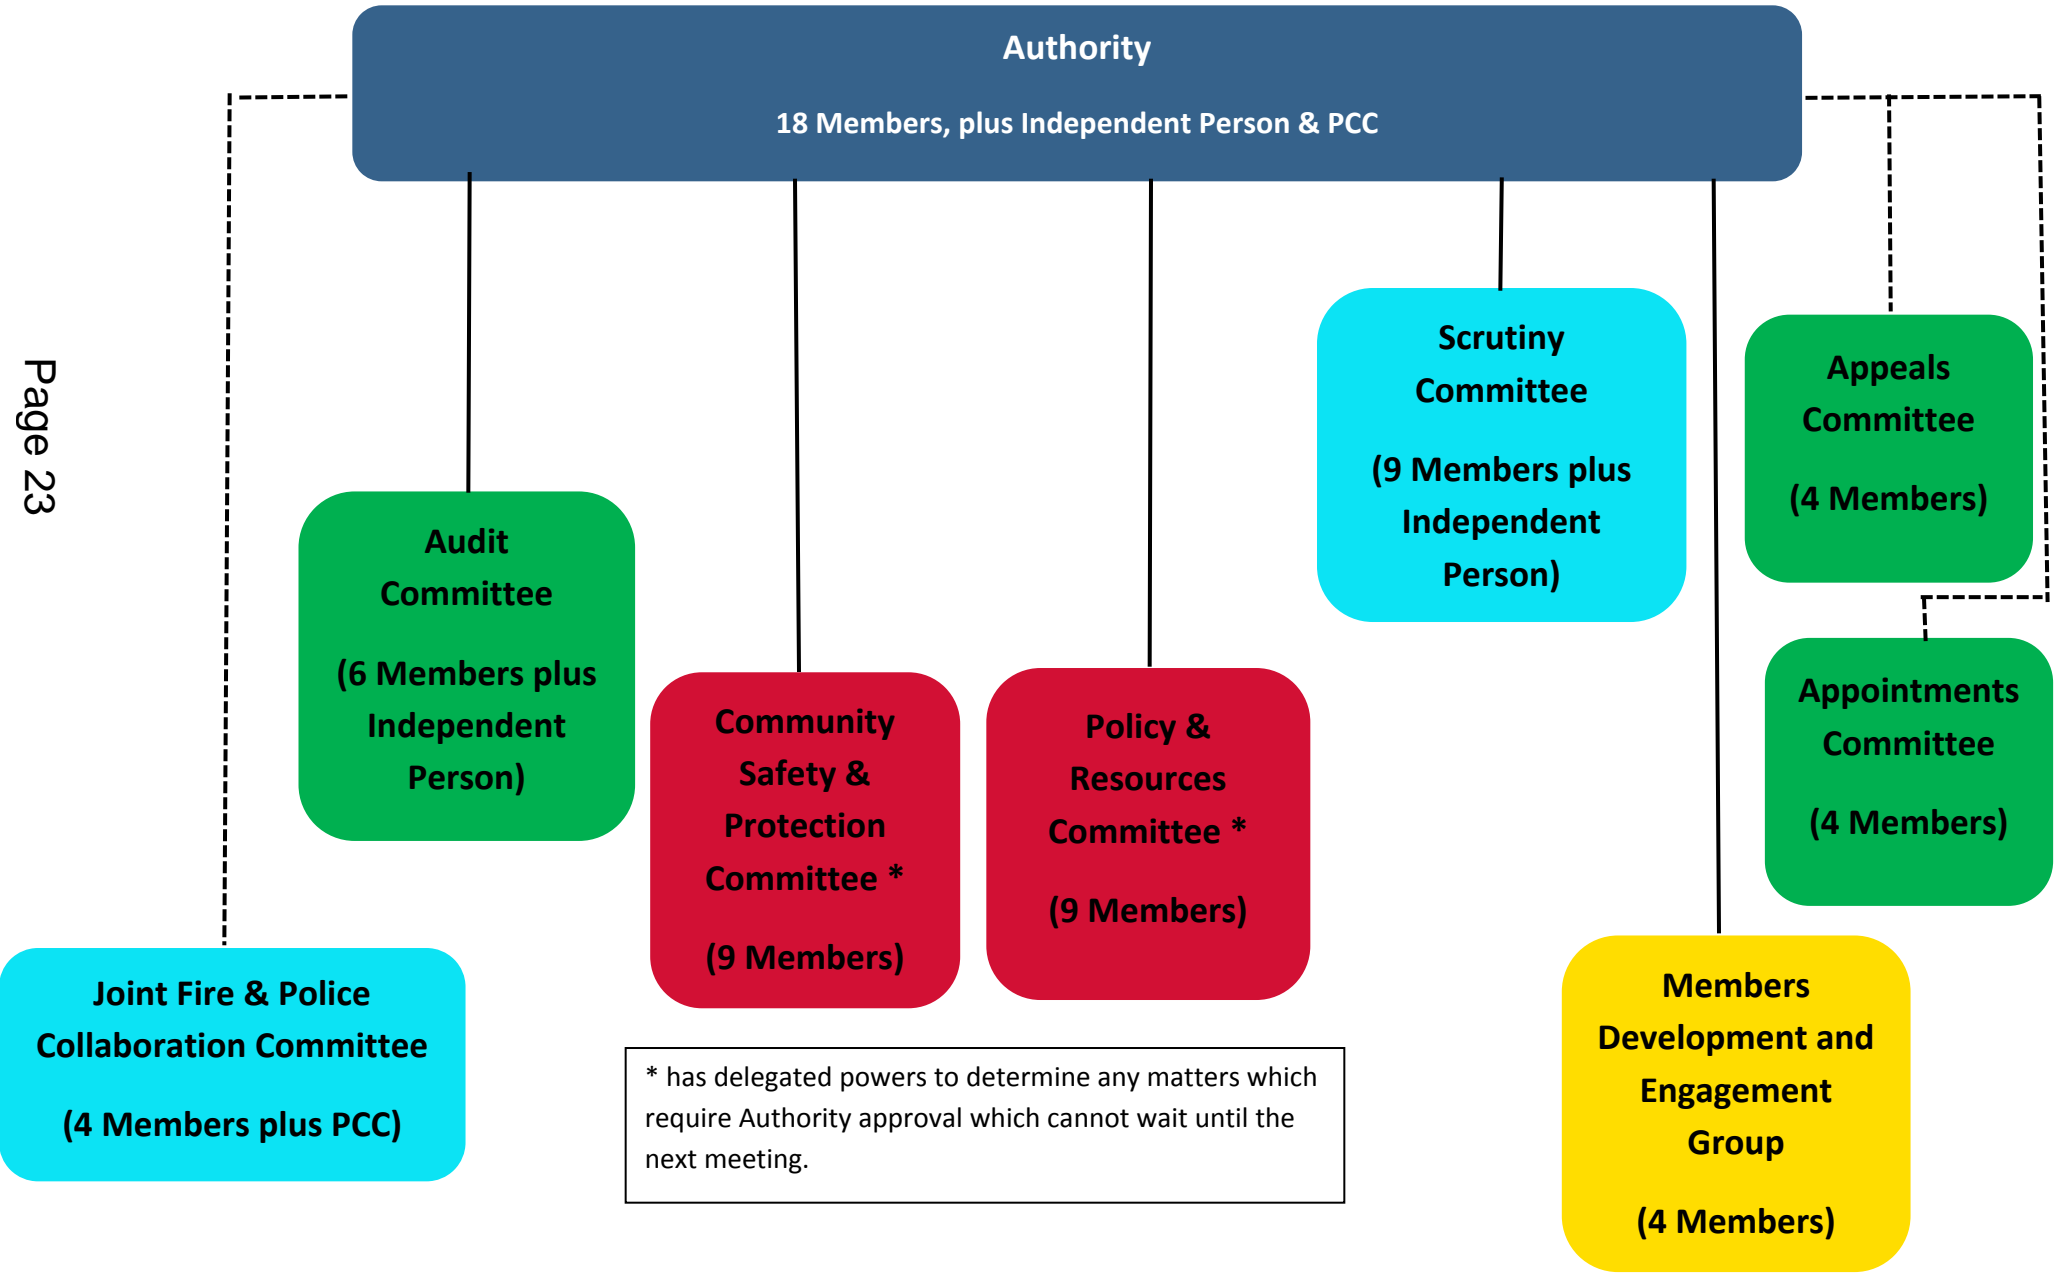 Authority
18 Members, plus Independent Person & PCC
Page 23
Scrutiny
Committee
(9 Members plus
Independent
Person)
Appeals
Committee
(4 Members)
Audit
Committee
(6 Members plus
Independent
Person)
Community
Safety &
Protection
Committee *
(9 Members)
Policy &
Resources
Committee *
(9 Members)
Appointments
Committee
(4 Members)
Joint Fire & Police
Collaboration Committee
(4 Members plus PCC)
Members
Development and
Engagement
Group
(4 Members)
* has delegated powers to determine any matters which
require Authority approval which cannot wait until the
next meeting.